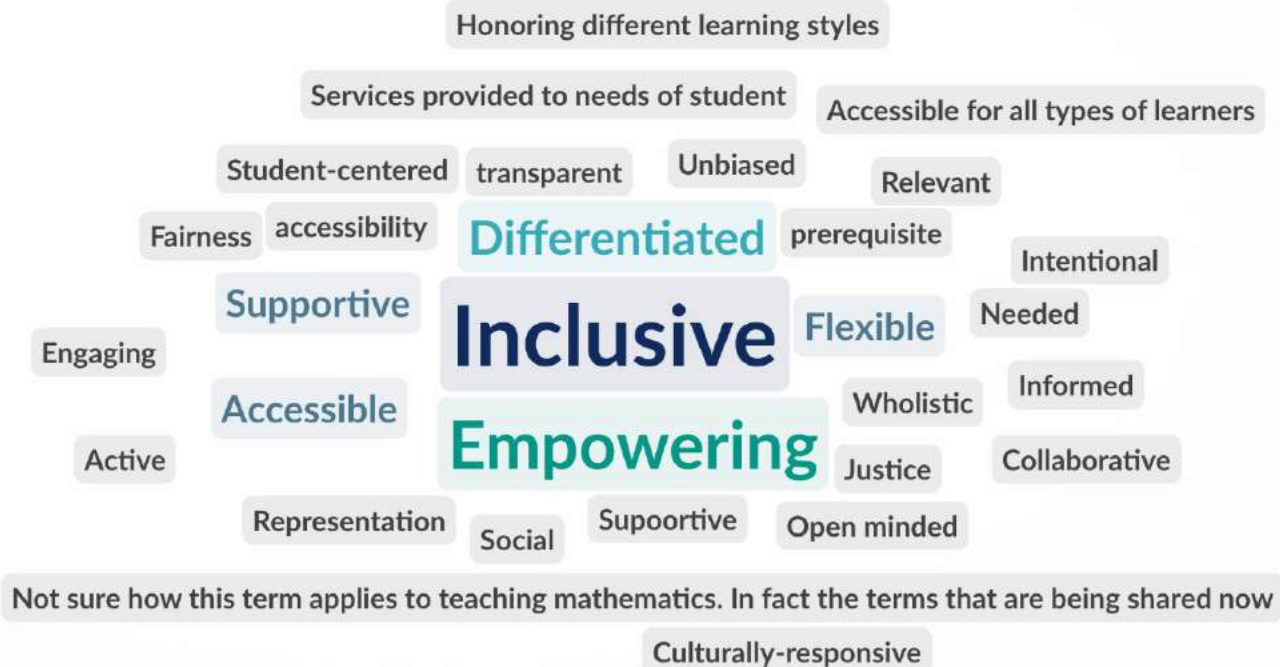 Honoring different learning styles
Services provided to needs of student
Accessible for all types of learners
Student-centered
transparent
Unbiased
Relevant
Fairness
accessibility
Differentiated
prerequisite
Intentional
Supportive
Inclusive
Flexible
Needed
Engaging
Accessible
Wholistic
Informed
Active
Empowering
Justice
Collaborative
Representation
Social
Supoortive
Open minded
Not sure how this term applies to teaching mathematics. In fact the terms that are being shared now
Culturally-responsive